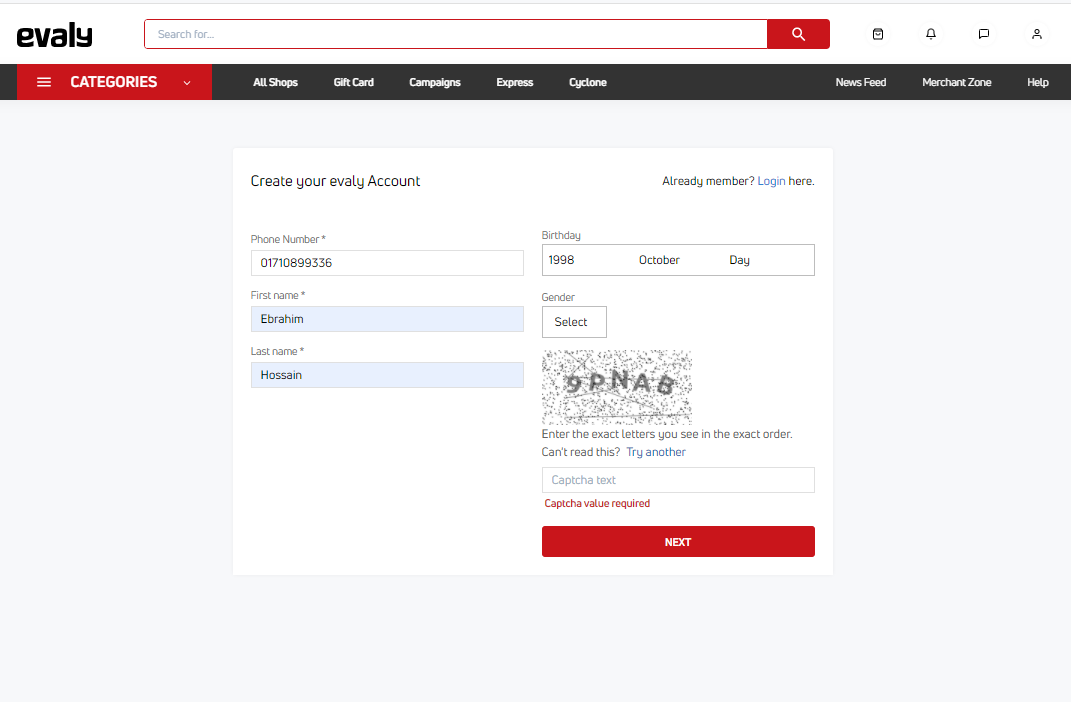 evaly
Search for...
CATEGORIES
All Shops Gift Card Campaigns Express Cyclone News Feed Merchant Zone Help
Create your evaly Account
Already member? Login here.
Phone Number *
01710899336
First name *
Ebrahim
Last name *
Hossain
Birthday
1998 October Day
Gender
Select
9PNAB
Enter the exact letters you see in the exact order.
Can't read this? Try another
Captcha text
Captcha value required
NEXT